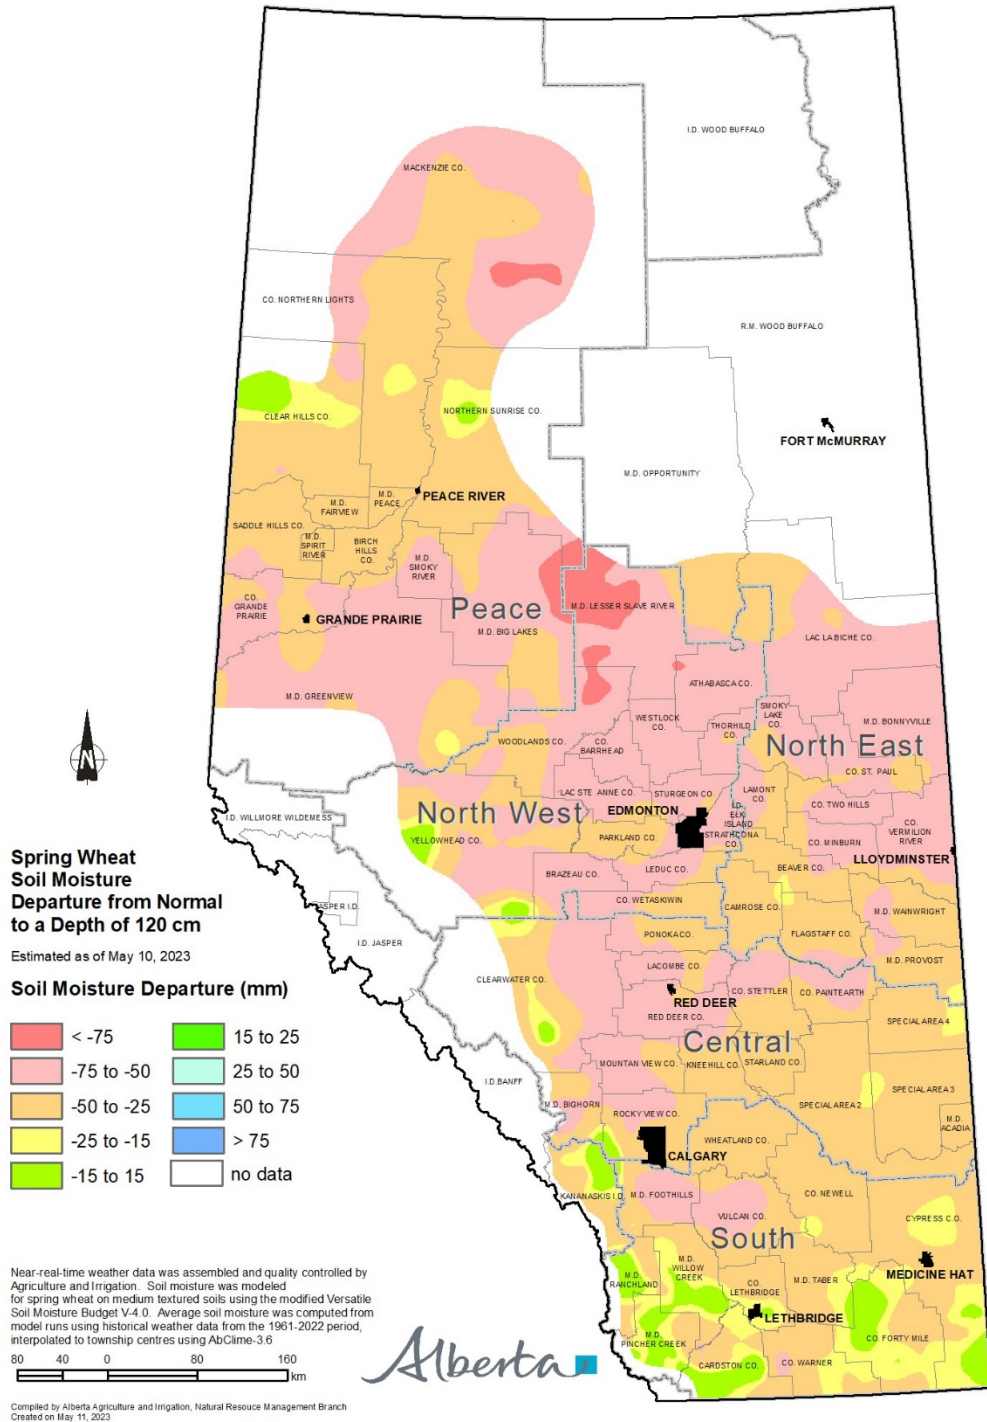 I.D. WOOD BUFFALO
MACKENZIE CO.
CO. NORTHERN LIGHTS
R.M. WOOD BUFFALO
CLEAR HILLS CO.
NORTHERN SUNRISE CO.
FORT McMURRAY
M.D. OPPORTUNITY
PEACE RIVER
M.D.
PEACE
M.D.
FAIRVIEW
SADDLE HILLS CO.
M.D.
SPIRIT
RIVER
BIRCH
HILLS
CO.
M.D.
SMOKY
RIVER
CO.
GRANDE
PRAIRIE
GRANDE PRAIRIE
Peace
M.D. LESSER SLAVE RIVER
M.D. BIG LAKES
LAC LA BICHE CO.
M.D. GREENVIEW
ATHABASCA CO.
SMOKY
LAKE
CO.
M.D. BONNYVILLE
WESTLOCK
CO.
THORHILD
CO.
N
WOODLANDS CO.
CO.
BARRHEAD
North East
CO. ST. PAUL
LAC STE ANNE CO.
STURGEON CO.
LAMONT
CO.
CO. TWO HILLS
I.D. WILLMORE WILDERNESS
North West
EDMONTON
I.D.
ELK
ISLAND
STRATHCONA
CO.
CO.
VERMILION
RIVER
YELLOWHEAD CO.
PARKLAND CO.
CO. MINBURN
LLOYDMINSTER
Spring Wheat
Soil Moisture
Departure from Normal
to a Depth of 120 cm
Estimated as of May 10, 2023
BRAZEAU CO.
LEDUC CO.
BEAVER CO.
CO. WETASKIWIN
CAMROSE CO.
M.D. WAINWRIGHT
JASPER I.D.
I.D. JASPER
PONOKA CO.
FLAGSTAFF CO.
M.D. PROVOST
CLEARWATER CO.
LACOMBE CO.
CO. STETTLER
CO. PAINTEARTH
RED DEER
RED DEER CO.
SPECIAL AREA 4
Central
MOUNTAIN VIEW CO.
KNEEHILL CO.
STARLAND CO.
I.D.BANFF
SPECIAL AREA 3
M.D. BIGHORN
ROCKY VIEW CO.
SPECIAL AREA 2
M.D.
ACADIA
WHEATLAND CO.
CALGARY
KANANASKIS I.D.
M.D. FOOTHILLS
CO. NEWELL
VULCAN CO.
CYPRESS C.O.
South
M.D.
RANCHLAND
M.D.
WILLOW
CREEK
CO.
LETHBRIDGE
M.D. TABER
MEDICINE HAT
LETHBRIDGE
M.D.
PINCHER CREEK
CO. FORTY MILE
CARDSTON CO.
CO. WARNER
Soil Moisture Departure (mm)
< -75
-75 to -50
-50 to -25
-25 to -15
-15 to 15
15 to 25
25 to 50
50 to 75
> 75
no data
Near-real-time weather data was assembled and quality controlled by
Agriculture and Irrigation. Soil moisture was modeled
for spring wheat on medium textured soils using the modified Versatile
Soil Moisture Budget V-4.0. Average soil moisture was computed from
model runs using historical weather data from the 1961-2022 period,
interpolated to township centres using AbClime-3.6
80 40 0 80 160
km
Alberta
Compiled by Alberta Agriculture and Irrigation, Natural Resouce Management Branch
Created on May 11, 2023